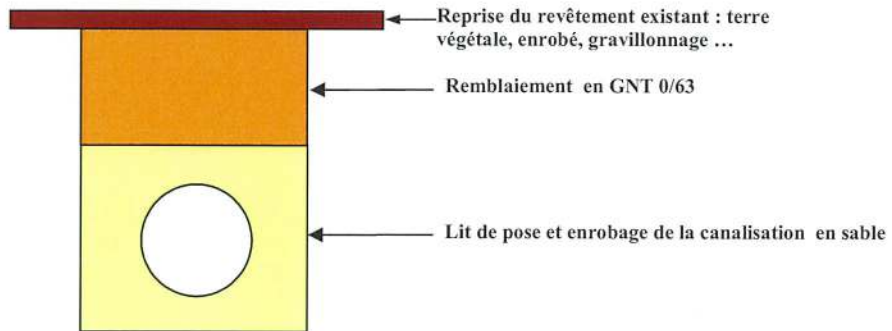 Reprise du revêtement existant : terre
végétale, enrobé, gravillonnage ...
Remblaiement en GNT 0/63
Lit de pose et enrobage de la canalisation en sable